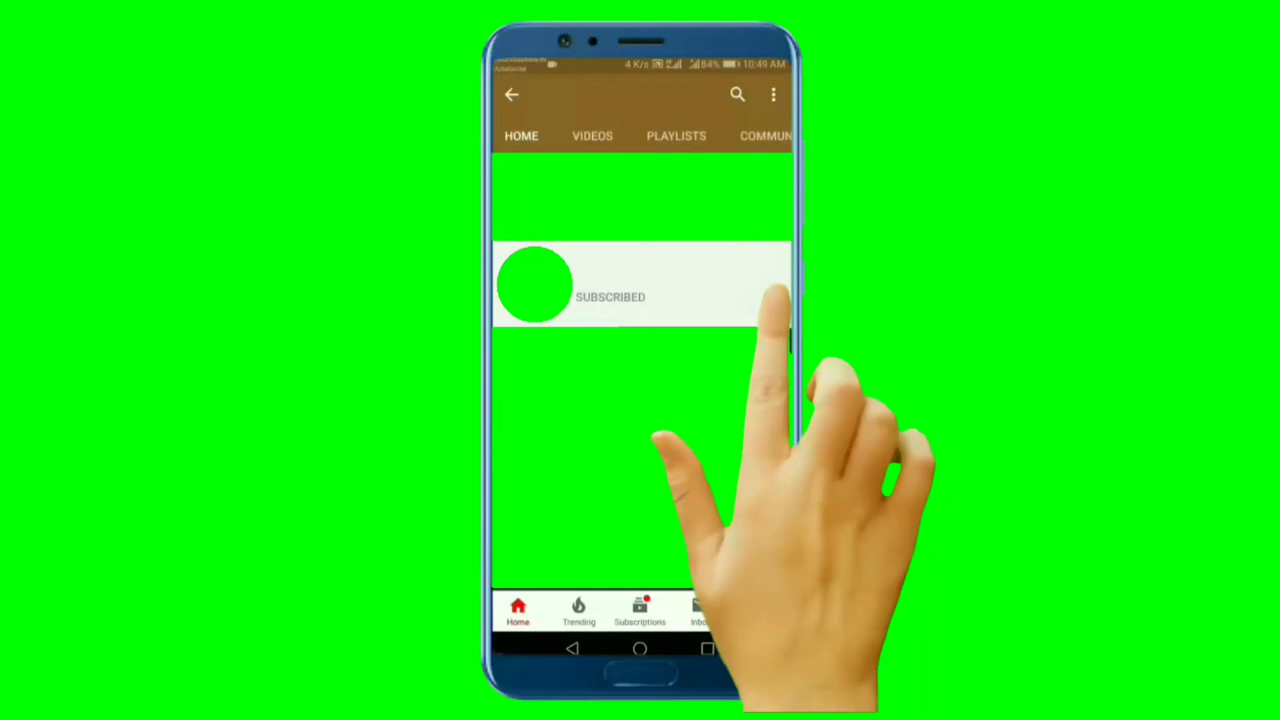 4 K/s 84% 10:49 AM
HOME VIDEOS PLAYLISTS COMMUN
SUBSCRIBED
Home Trending Subscriptions Inbo